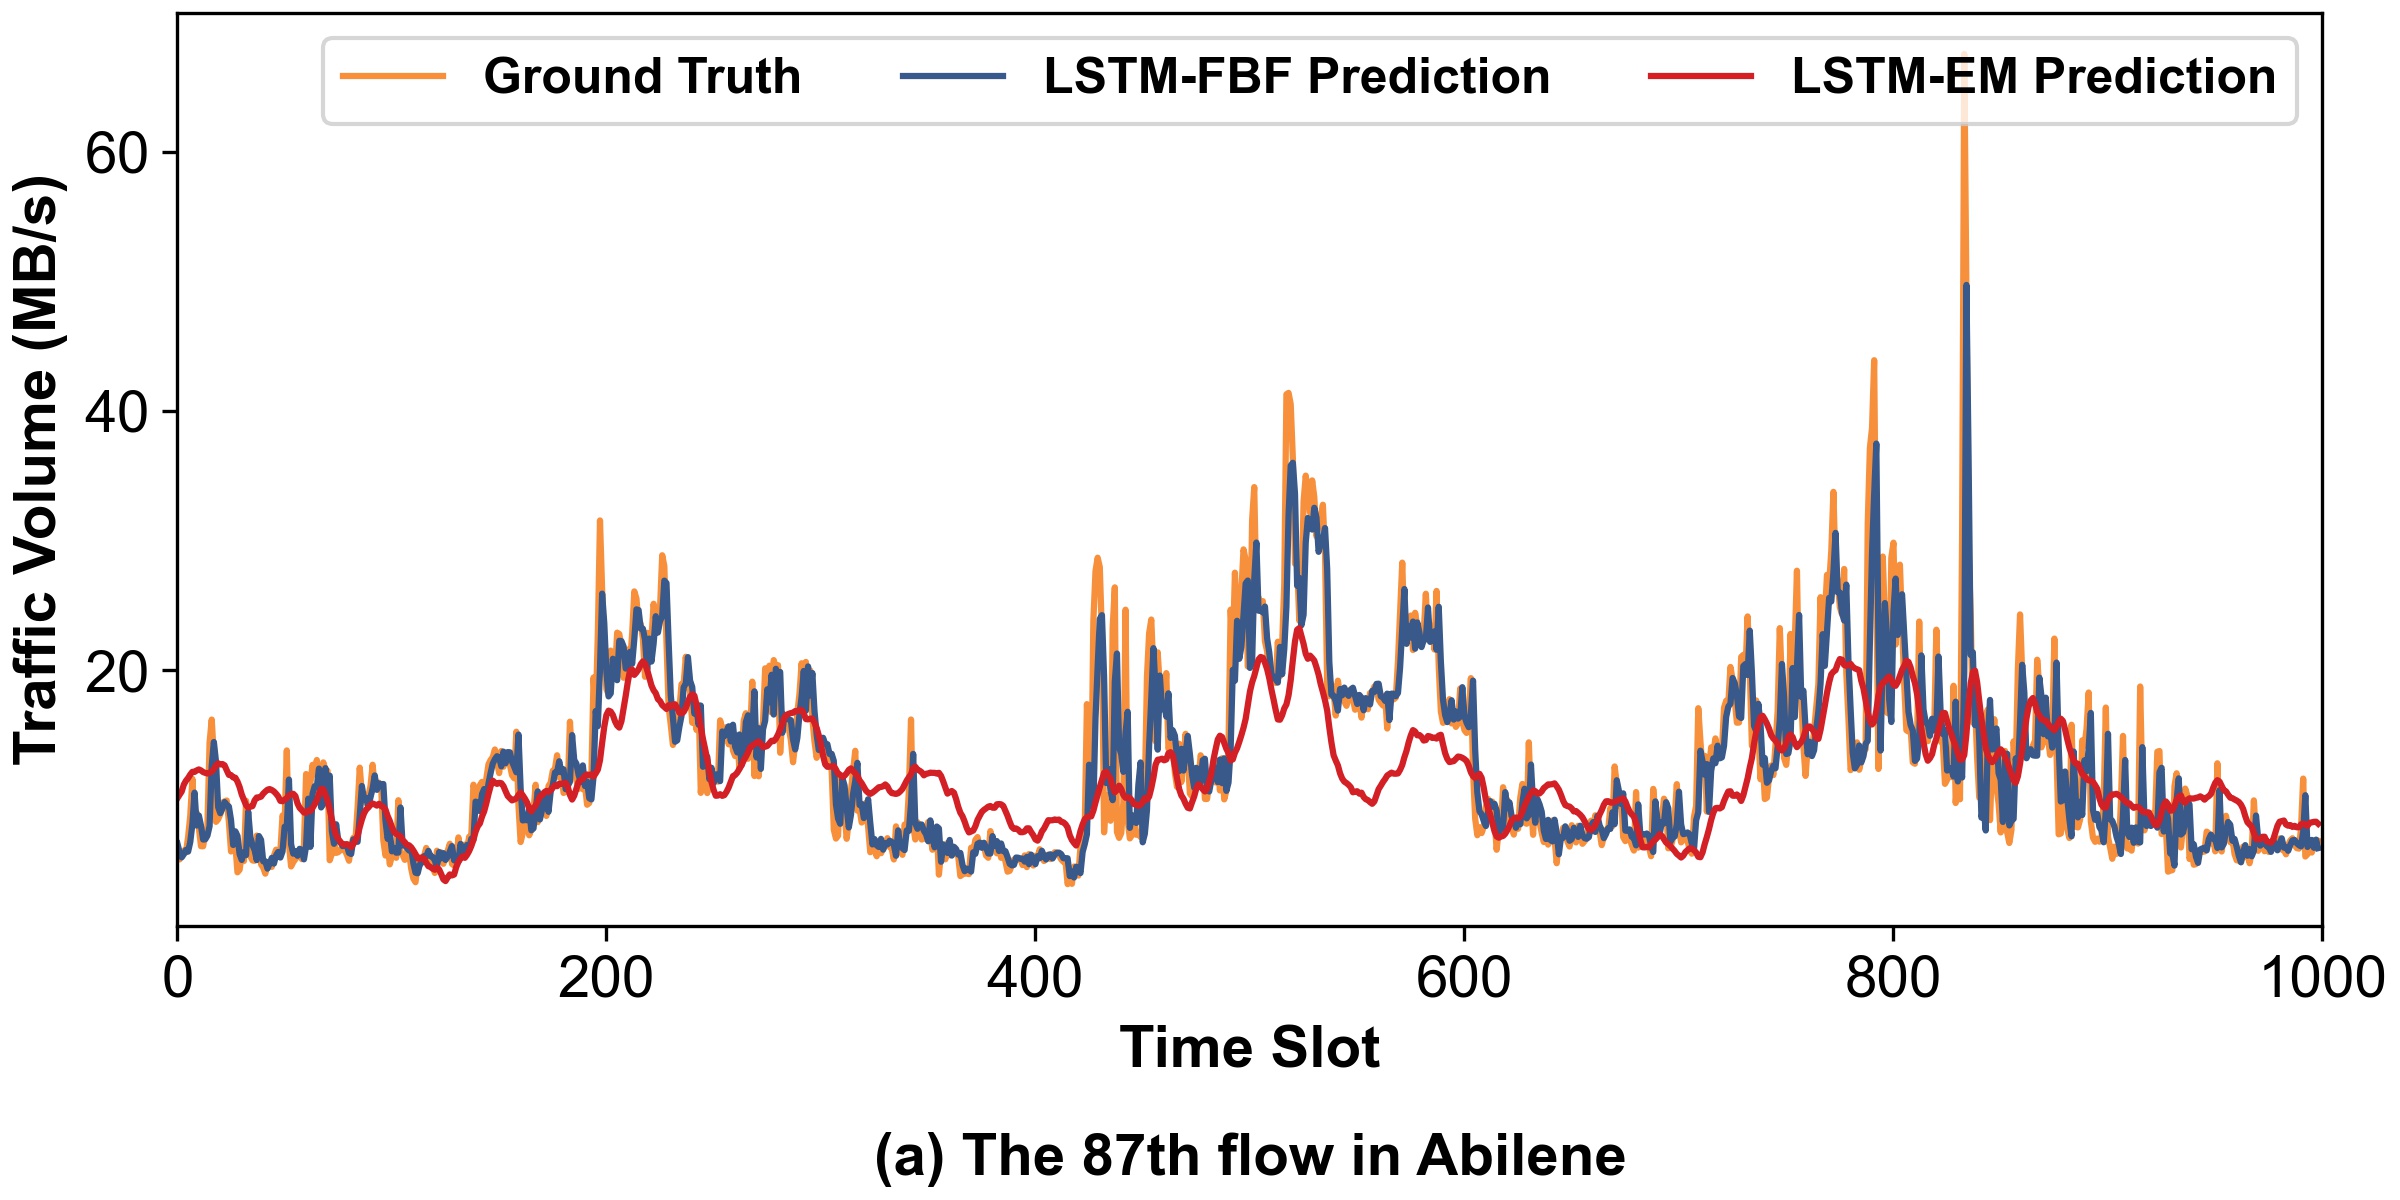 Ground Truth LSTM-FBF Prediction LSTM-EM Prediction
Traffic Volume (MB/s)
60
40
20
0 200 400 600 800 1000
Time Slot
(a) The 87th flow in Abilene